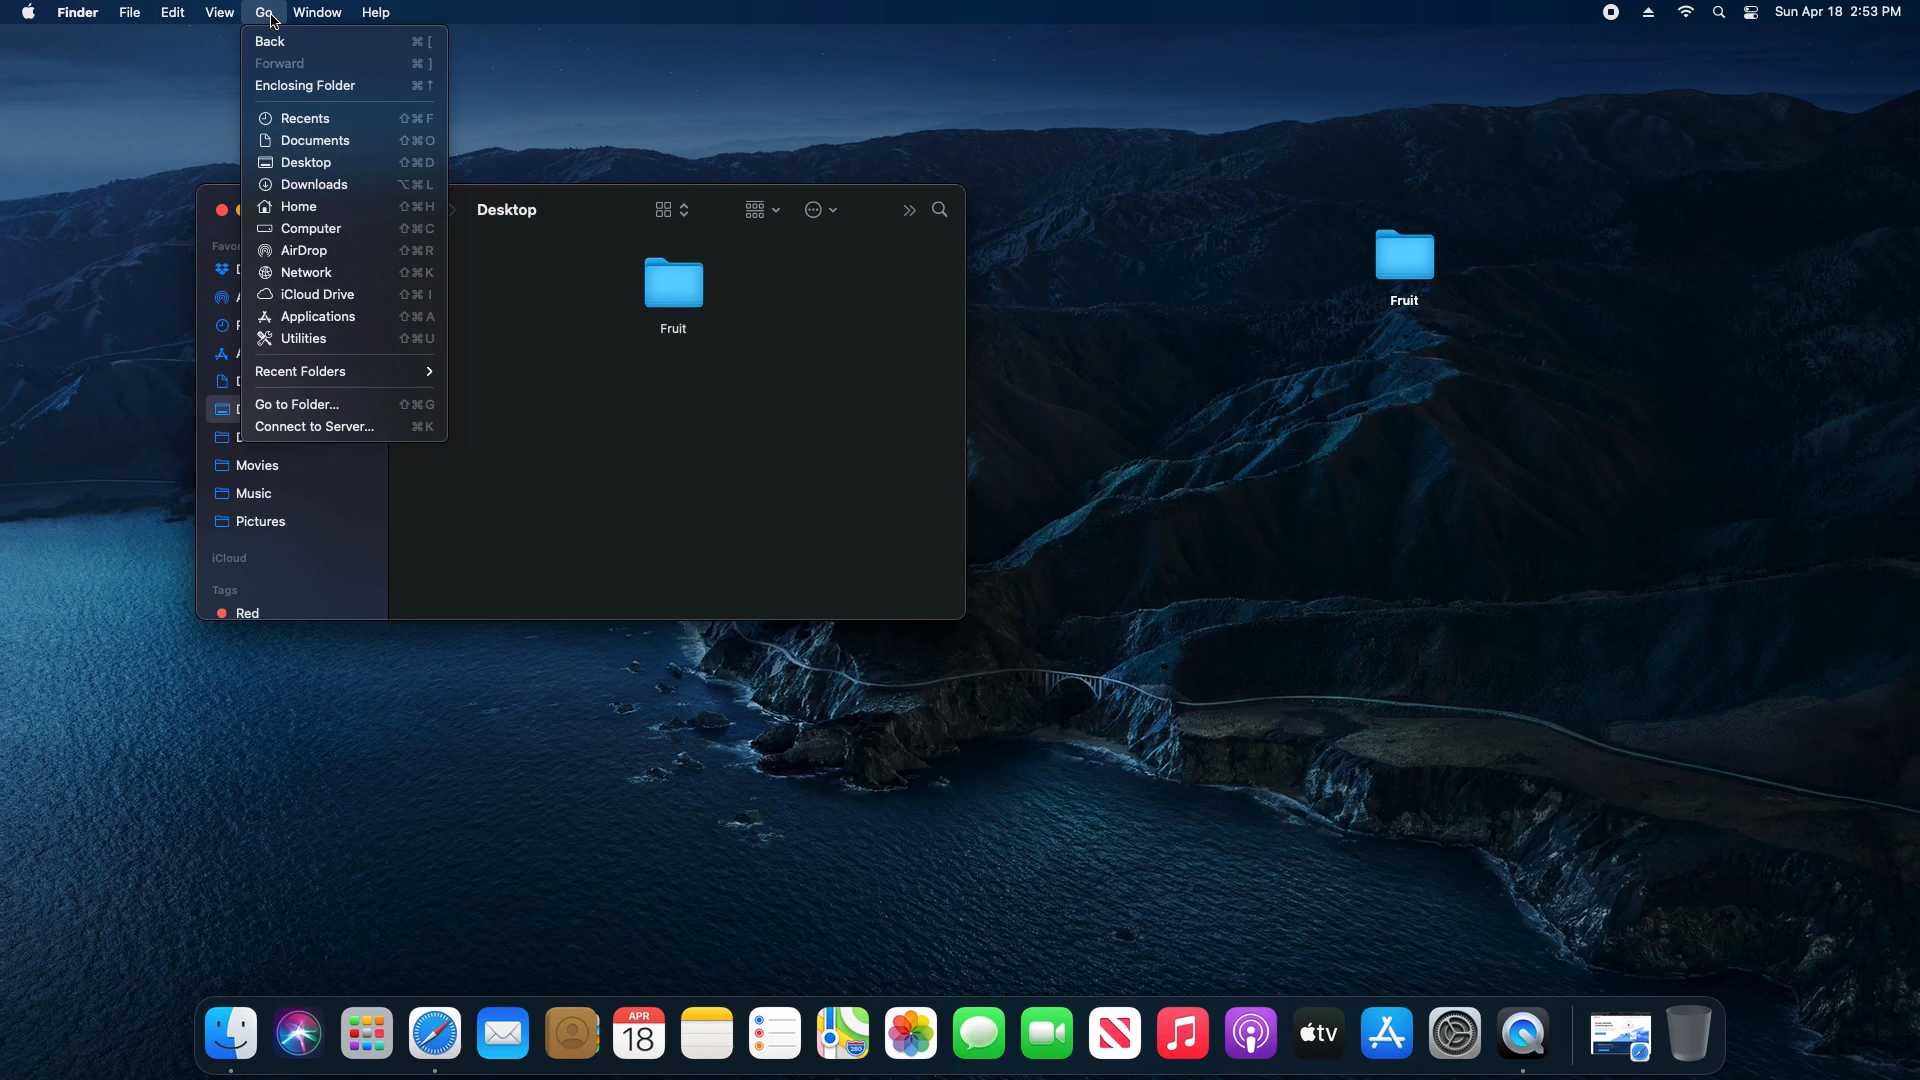 Finder File Edit View Go Window Help
Sun Apr 18 2:53 PM
Back ⌘ [
Forward ⌘ ]
Enclosing Folder ⌘ ↑
Recents ⇧⌘ F
Documents ⇧⌘ O
Desktop ⇧⌘ D
Downloads ⌥⌘ L
Home ⇧⌘ H
Computer ⇧⌘ C
AirDrop ⇧⌘ R
Network ⇧⌘ K
iCloud Drive ⇧⌘ I
Applications ⇧⌘ A
Utilities ⇧⌘ U
Recent Folders
Go to Folder... ⇧⌘ G
Connect to Server... ⌘ K
Movies
Music
Pictures
iCloud
Tags
Red
Desktop
Fruit
Fruit
APR
18
280
tv